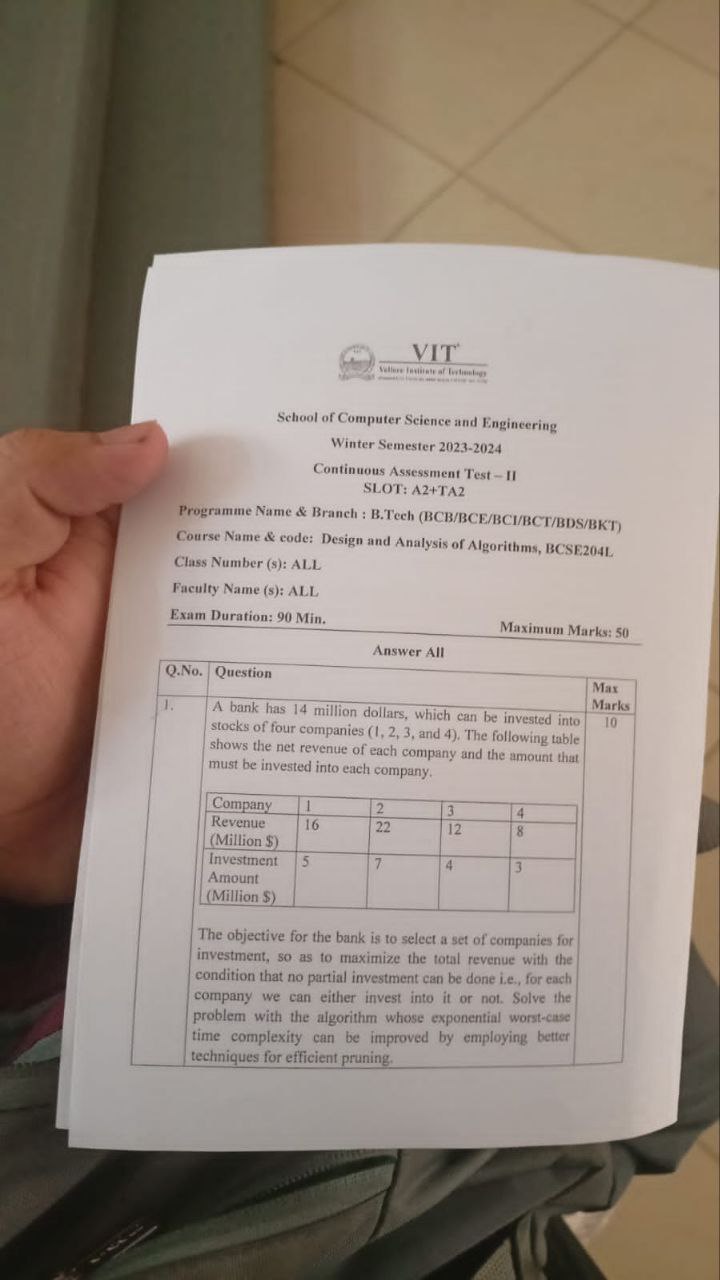 VIT
Vellore Institute of Technology
School of Computer Science and Engineering
Winter Semester 2023-2024
Continuous Assessment Test – II
SLOT: A2+TA2
Programme Name & Branch : B.Tech (BCB/BCE/BCI/BCT/BDS/BKT)
Course Name & code: Design and Analysis of Algorithms, BCSE204L
Class Number (s): ALL
Faculty Name (s): ALL
Exam Duration: 90 Min. Maximum Marks: 50
Answer All
Q.No. Question Max Marks
1. A bank has 14 million dollars, which can be invested into 10
stocks of four companies (1, 2, 3, and 4). The following table
shows the net revenue of each company and the amount that
must be invested into each company.
Company 1 2 3 4
Revenue 16 22 12 8
(Million $)
Investment 5 7 4 3
Amount
(Million $)
The objective for the bank is to select a set of companies for
investment, so as to maximize the total revenue with the
condition that no partial investment can be done i.e., for each
company we can either invest into it or not. Solve the
problem with the algorithm whose exponential worst-case
time complexity can be improved by employing better
techniques for efficient pruning.